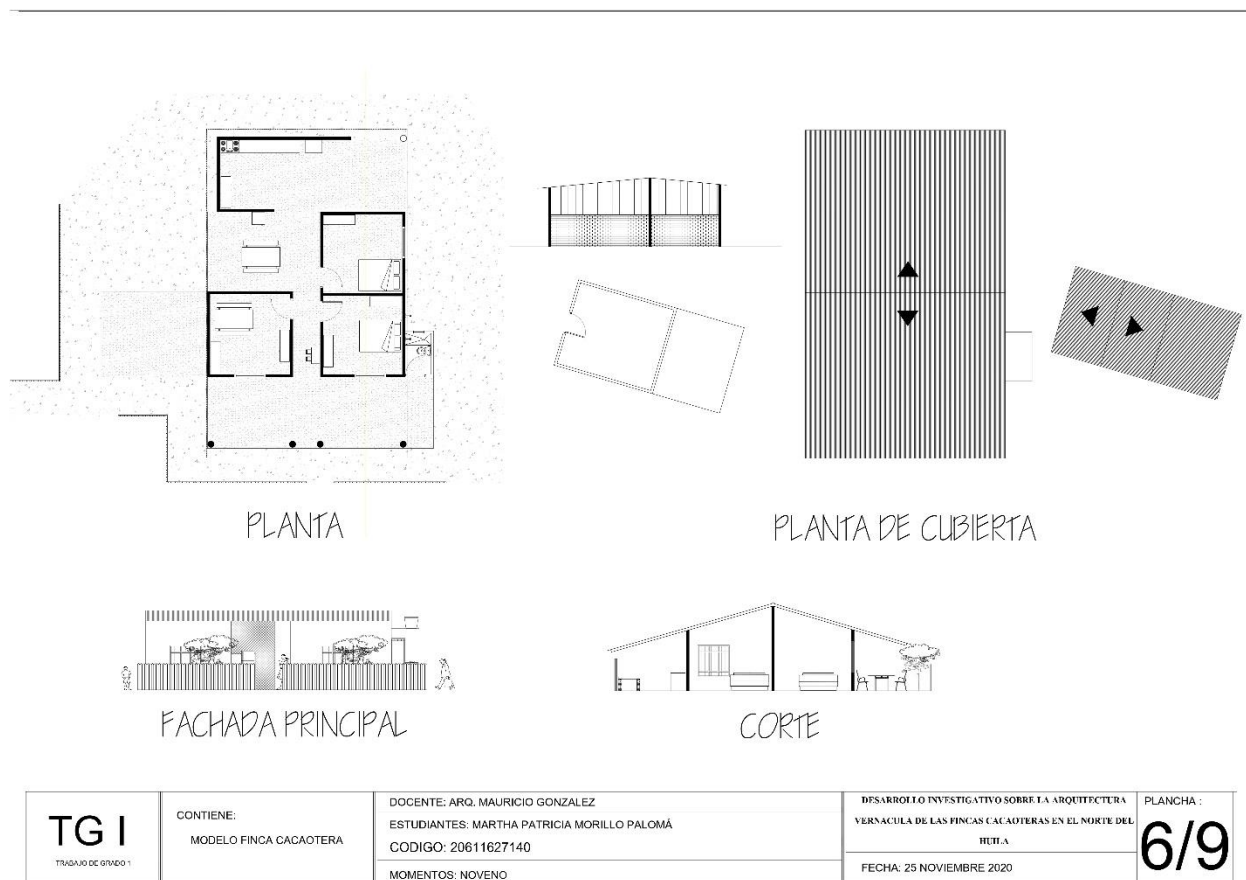 PLANTA
PLANTA DE CUBIERTA
FACHADA PRINCIPAL
CORTE
TG I
TRABAJO DE GRADO 1
CONTIENE:
MODELO FINCA CACAOTERA
DOCENTE: ARQ. MAURICIO GONZALEZ
ESTUDIANTES: MARTHA PATRICIA MORILLO PALOMÁ
CODIGO: 20611627140
MOMENTOS: NOVENO
DESARROLLO INVESTIGATIVO SOBRE LA ARQUITECTURA
VERNACULA DE LAS FINCAS CACAOTERAS EN EL NORTE DEL
HUILA
FECHA: 25 NOVIEMBRE 2020
PLANCHA :
6/9